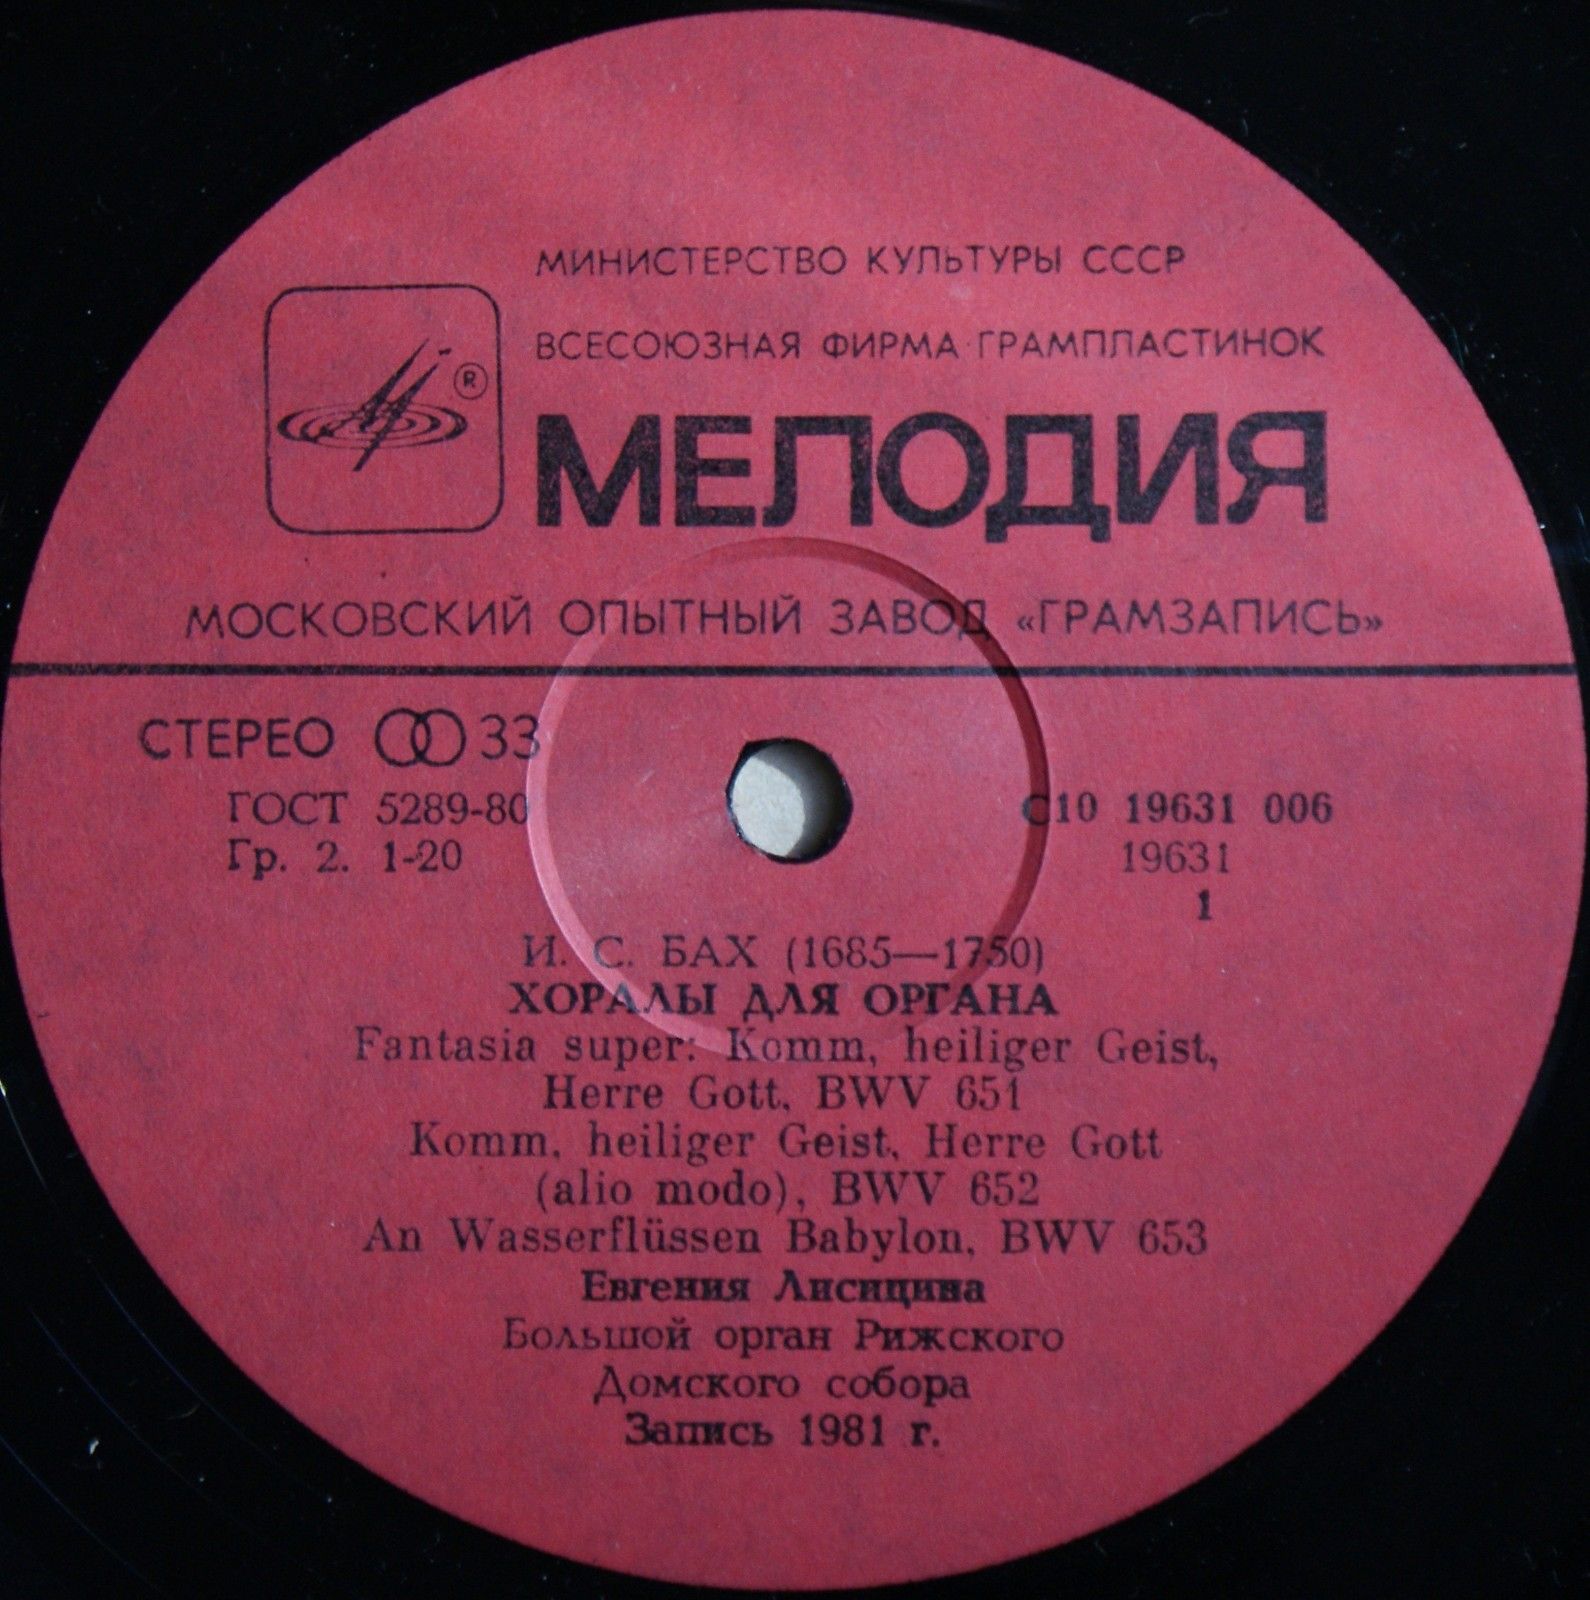 МИНИСТЕРСТВО КУЛЬТУРЫ СССР
ВСЕСОЮЗНАЯ ФИРМА ГРАМПЛАСТИНОК
®
МЕЛОДИЯ
МОСКОВСКИЙ ОПЫТНЫЙ ЗАВОД «ГРАМЗАПИСЬ»
СТЕРЕО 33
ГОСТ 5289-80
Гр. 2. 1-20
С10 19631 006
19631
1
И. С. БАХ (1685—1750)
ХОРАЛЫ ДЛЯ ОРГАНА
Fantasia super: Komm, heiliger Geist,
Herre Gott, BWV 651
Komm, heiliger Geist, Herre Gott
(alio modo), BWV 652
An Wasserflüssen Babylon, BWV 653
Евгения Лисицина
Большой орган Рижского
Домского собора
Запись 1981 г.